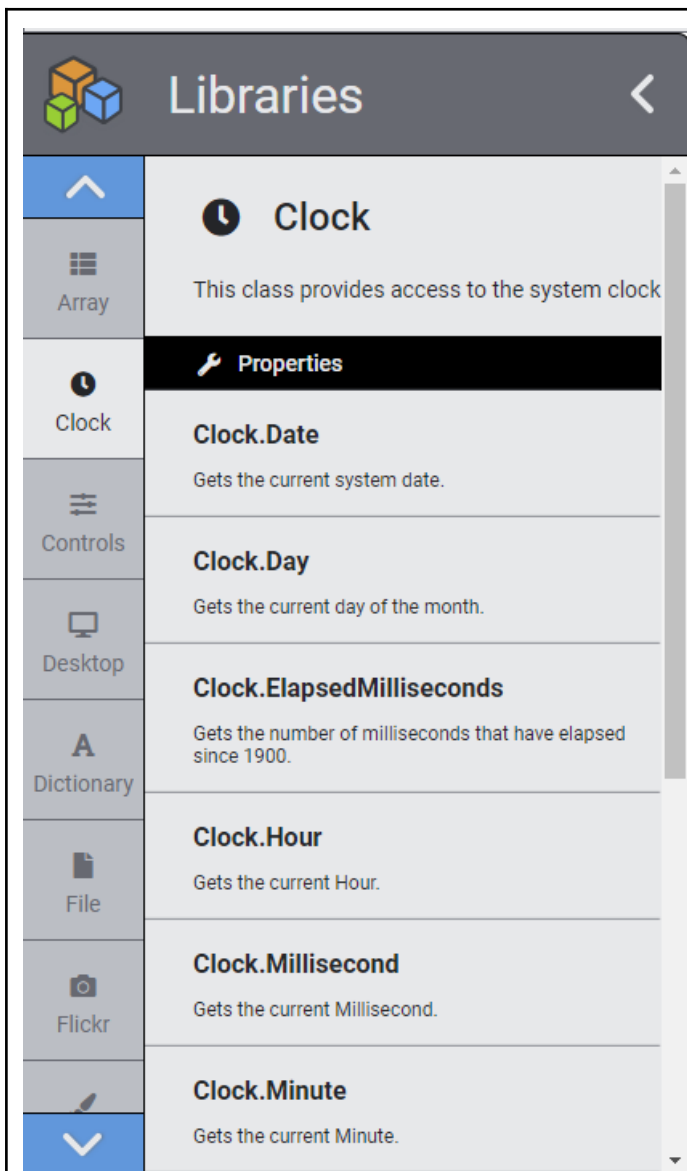 Libraries
Array
Clock
Controls
Desktop
Dictionary
File
Flickr
Clock
This class provides access to the system clock
Properties
Clock.Date
Gets the current system date.
Clock.Day
Gets the current day of the month.
Clock.ElapsedMilliseconds
Gets the number of milliseconds that have elapsed
since 1900.
Clock.Hour
Gets the current Hour.
Clock.Millisecond
Gets the current Millisecond.
Clock.Minute
Gets the current Minute.